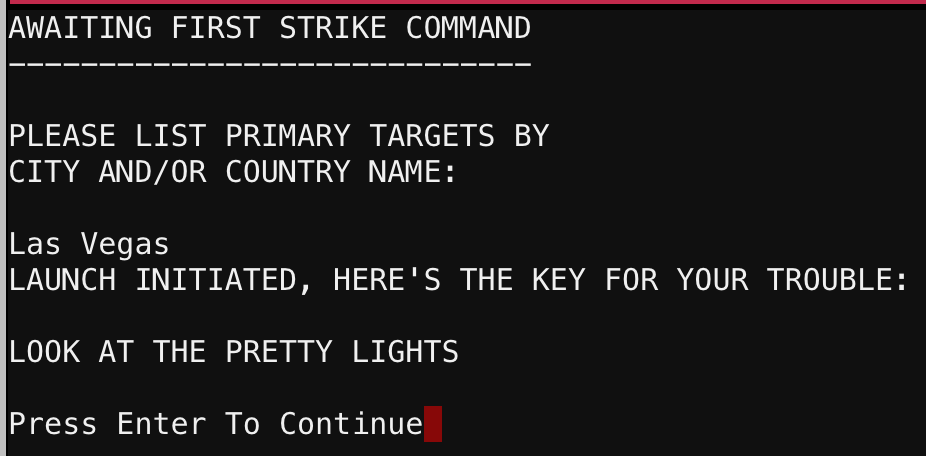 AWAITING FIRST STRIKE COMMAND
-----------------------------
PLEASE LIST PRIMARY TARGETS BY
CITY AND/OR COUNTRY NAME:
Las Vegas
LAUNCH INITIATED, HERE'S THE KEY FOR YOUR TROUBLE:
LOOK AT THE PRETTY LIGHTS
Press Enter To Continue